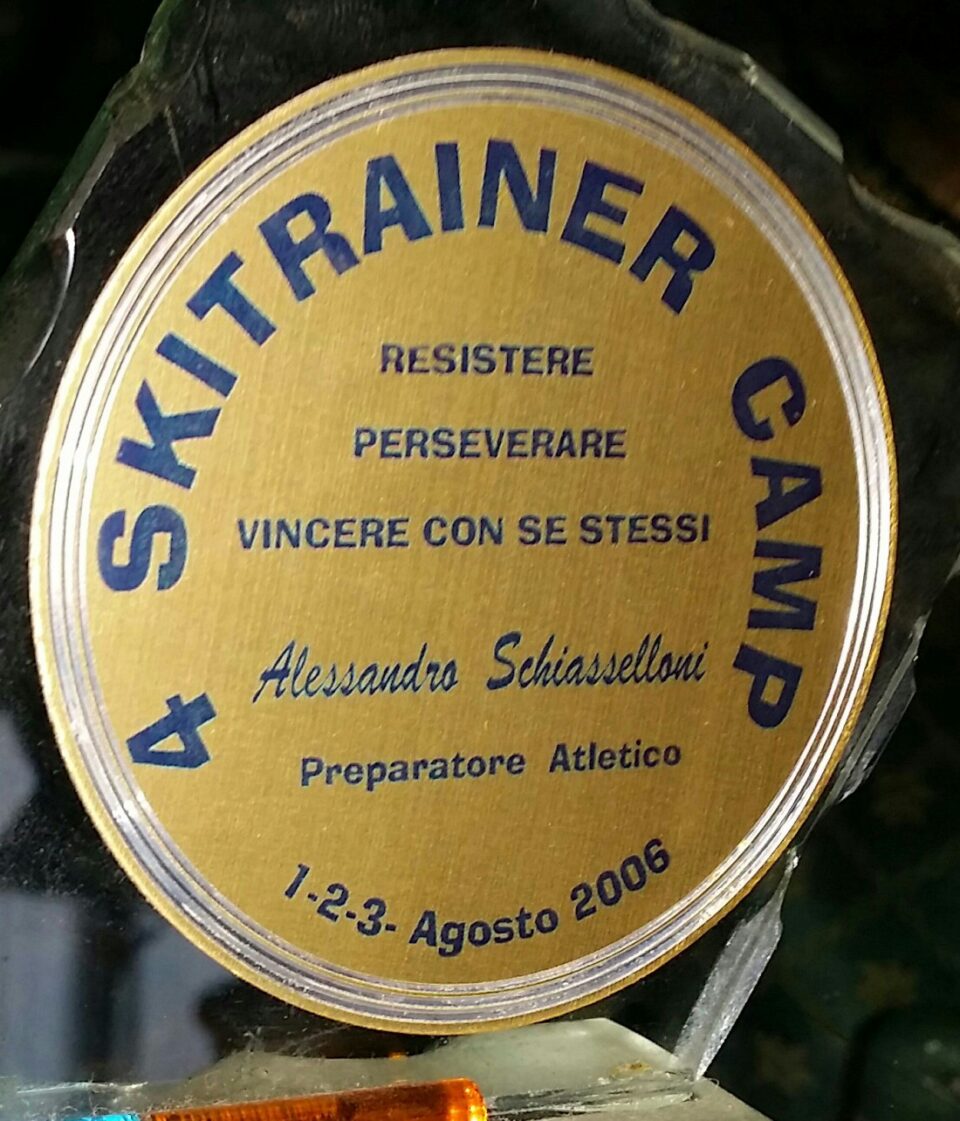 4 SKITRAINER CAMP
RESISTERE
PERSEVERARE
VINCERE CON SE STESSI
Alessandro Schiasselloni
Preparatore Atletico
1-2-3- Agosto 2006